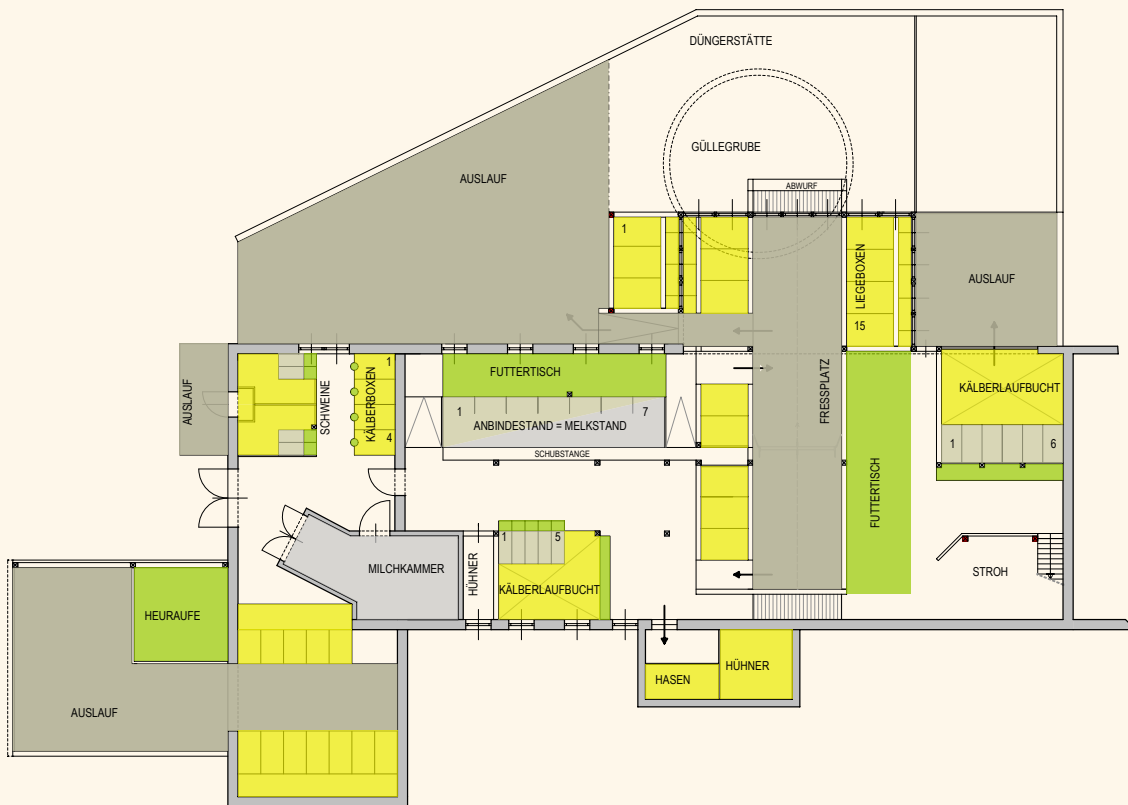 DÜNGERSTÄTTE
GÜLLEGRUBE
AUSLAUF
ABWURF
1
LIEGEBOXEN
15
AUSLAUF
AUSLAUF
SCHWEINE
KÄLBERBOXEN
1
4
FUTTERTISCH
1
7
ANBINDESTAND = MELKSTAND
SCHUBSTANGE
FRESSPLATZ
FUTTERTISCH
KÄLBERLAUFBUCHT
1
6
STROH
MILCHKAMMER
HÜHNER
1
5
KÄLBERLAUFBUCHT
HEURAUFE
AUSLAUF
HASEN
HÜHNER